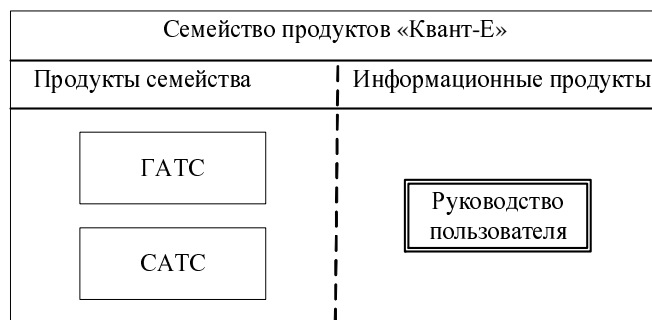 Семейство продуктов «Квант-Е»
Продукты семейства
Информационные продукты
ГАТС
САТС
Руководство
пользователя